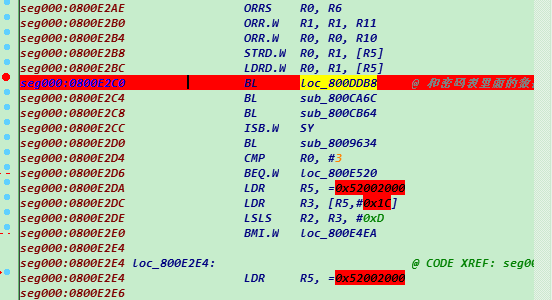 seg000:0800E2AE ORRS R0, R6
seg000:0800E2B0 ORR.W R1, R1, R11
seg000:0800E2B4 ORR.W R0, R0, R10
seg000:0800E2B8 STRD.W R0, R1, [R5]
seg000:0800E2BC LDRD.W R0, R1, [R5]
seg000:0800E2C0 BL loc_800DDB8 @ 和密码表里面的数
seg000:0800E2C4 BL sub_800CA6C
seg000:0800E2C8 BL sub_800CB64
seg000:0800E2CC ISB.W SY
seg000:0800E2D0 BL sub_8009634
seg000:0800E2D4 CMP R0, #3
seg000:0800E2D6 BEQ.W loc_800E520
seg000:0800E2DA LDR R5, =0x52002000
seg000:0800E2DC LDR R3, [R5,#0x1C]
seg000:0800E2DE LSLS R2, R3, #0xD
seg000:0800E2E0 BMI.W loc_800E4EA
seg000:0800E2E4
seg000:0800E2E4 loc_800E2E4: @ CODE XREF: seg00
seg000:0800E2E4 LDR R5, =0x52002000
seg000:0800E2E6